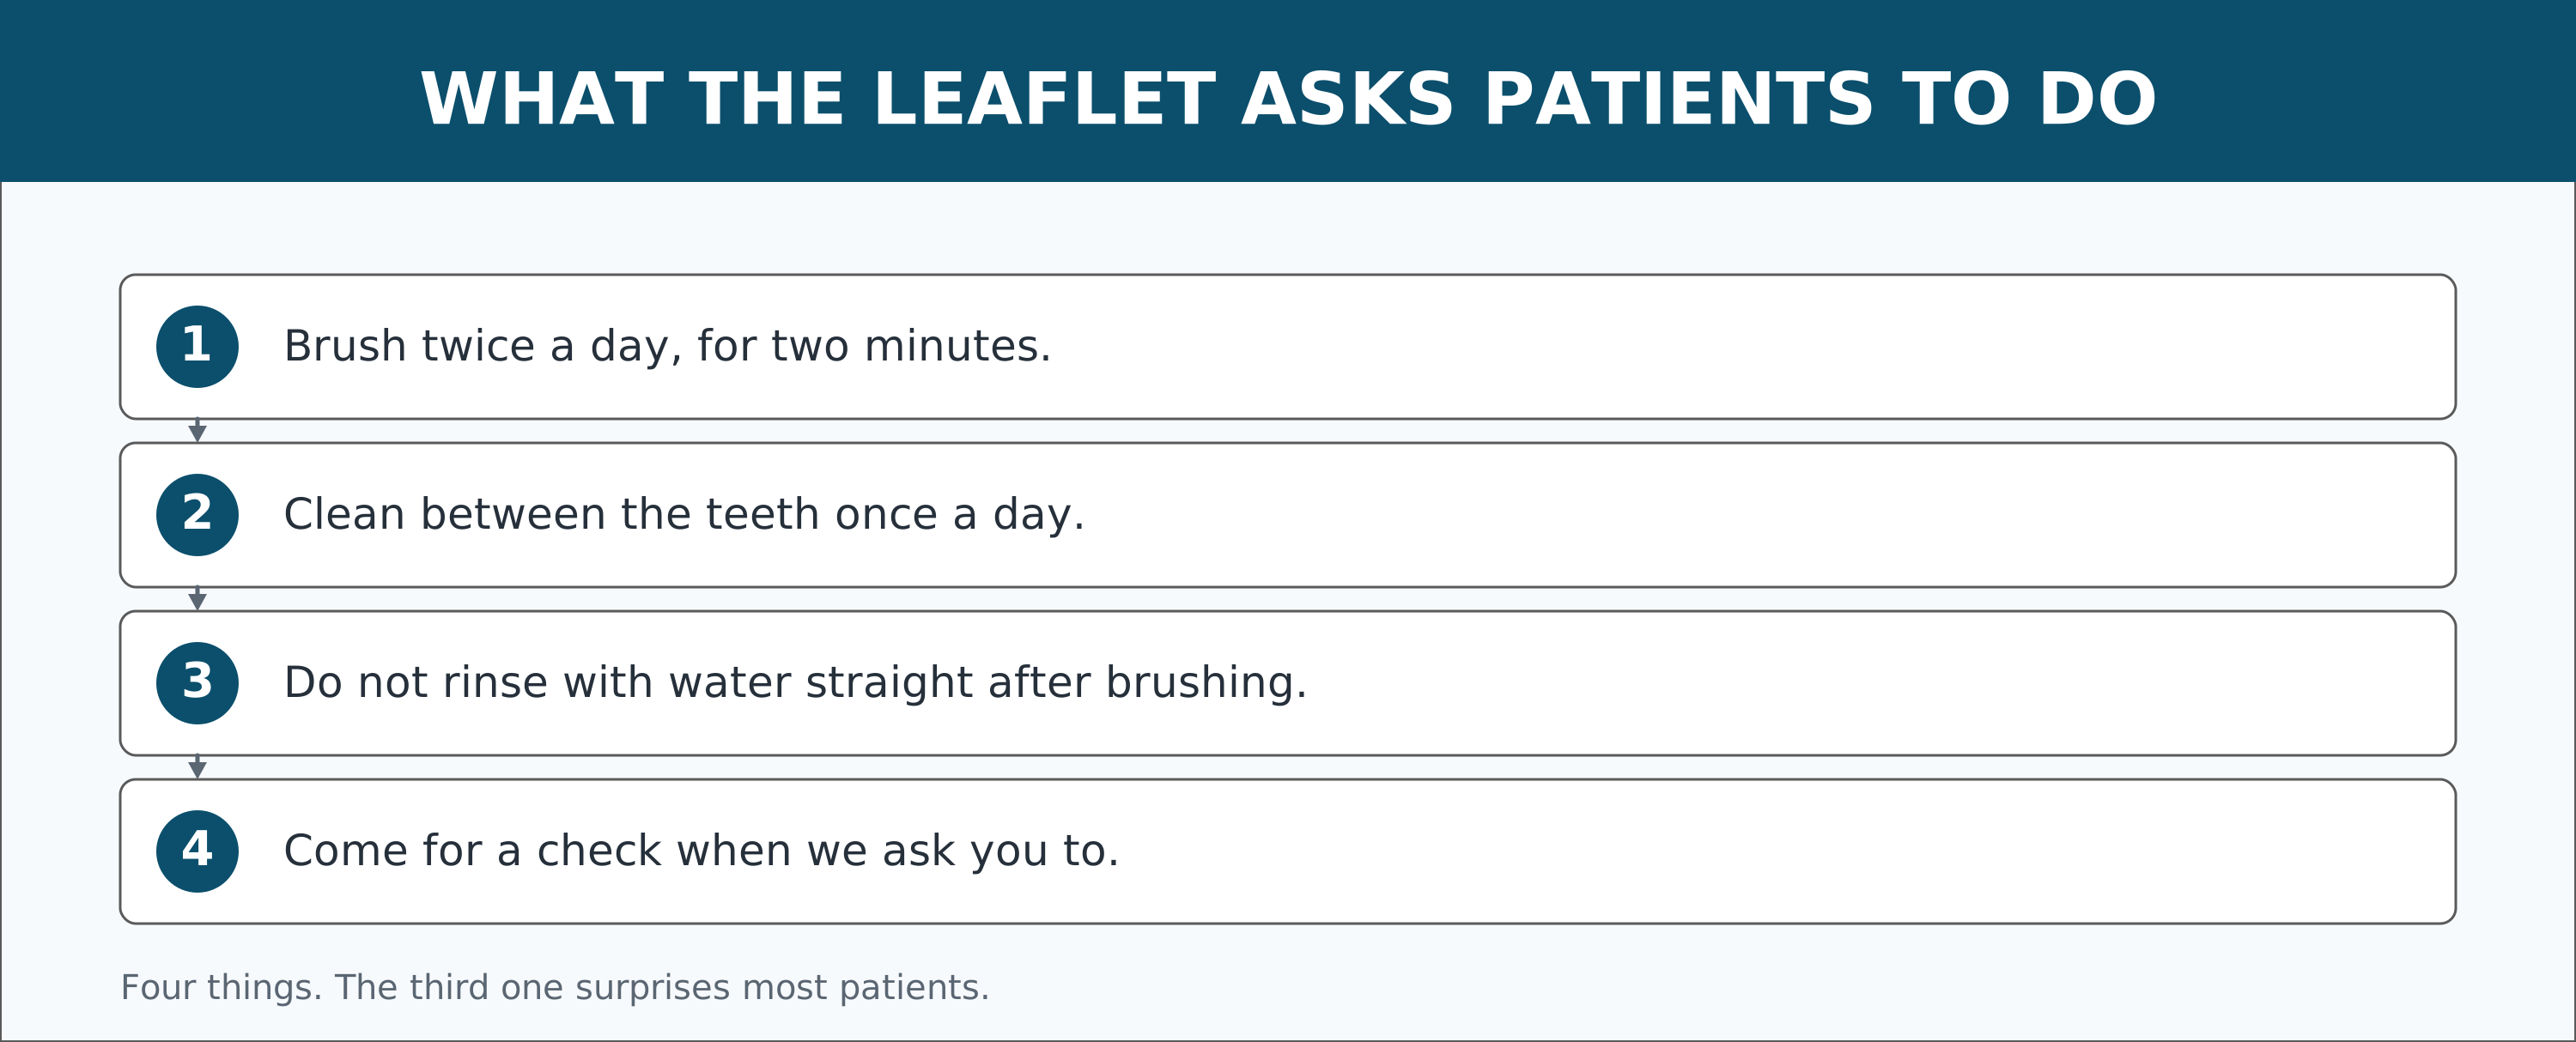 WHAT THE LEAFLET ASKS PATIENTS TO DO
1 Brush twice a day, for two minutes.
2 Clean between the teeth once a day.
3 Do not rinse with water straight after brushing.
4 Come for a check when we ask you to.
Four things. The third one surprises most patients.